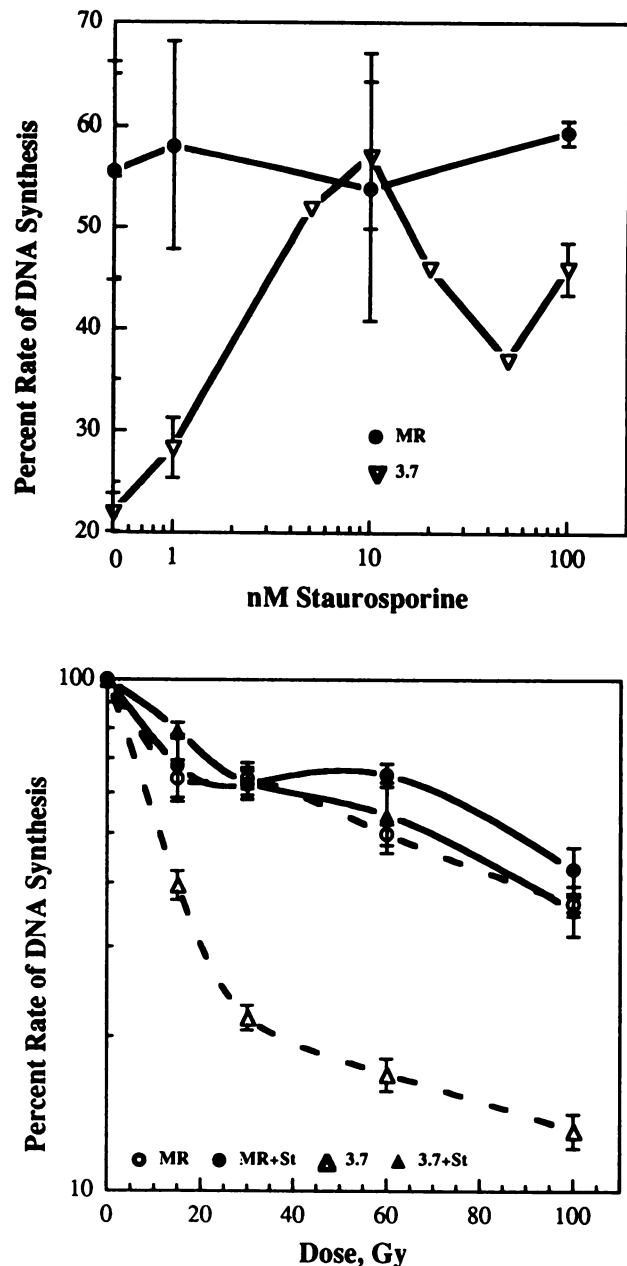 Percent Rate of DNA Synthesis
70
60
50
40
30
20
MR
3.7
0 1 10 100
nM Staurosporine
Percent Rate of DNA Synthesis
100
10
MR MR+St 3.7 3.7+St
0 20 40 60 80 100
Dose, Gy